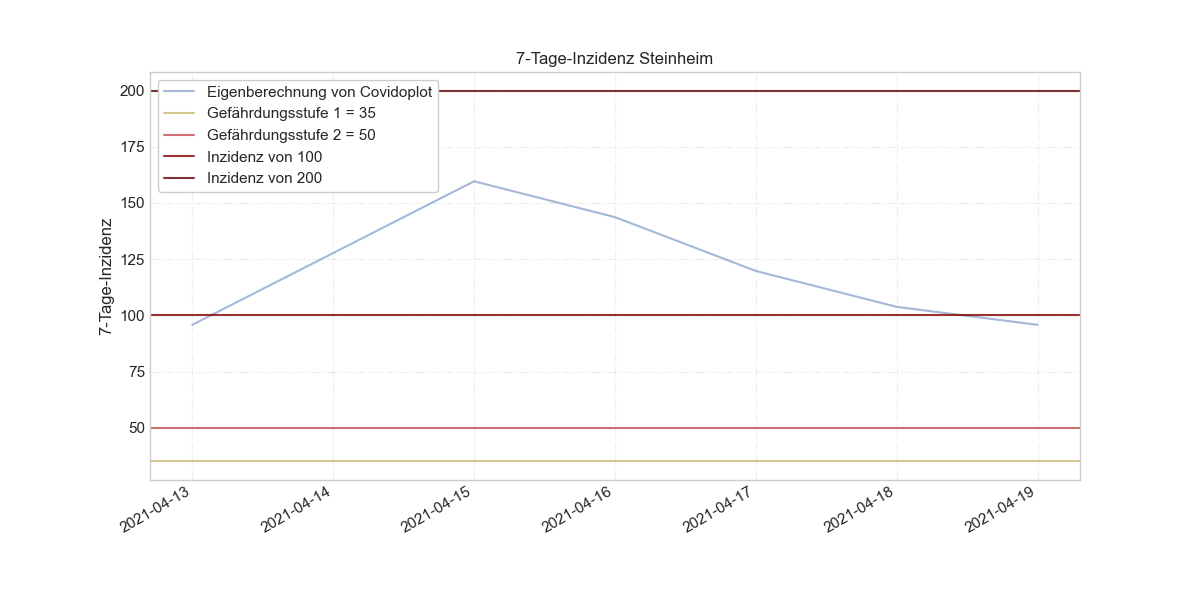 7-Tage-Inzidenz Steinheim
Eigenberechnung von Covidoplot
Gefährdungsstufe 1 = 35
Gefährdungsstufe 2 = 50
Inzidenz von 100
Inzidenz von 200
7-Tage-Inzidenz
200
175
150
125
100
75
50
2021-04-13
2021-04-14
2021-04-15
2021-04-16
2021-04-17
2021-04-18
2021-04-19